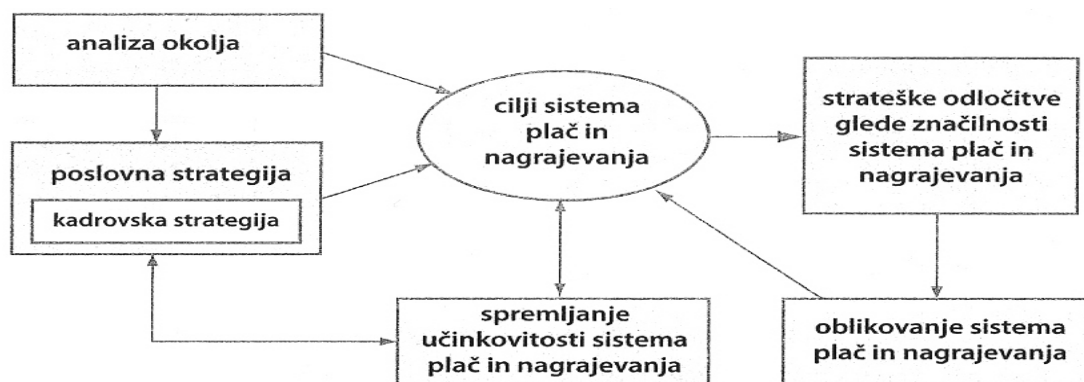 analiza okolja
poslovna strategija
kadrovska strategija
cilji sistema
plač in
nagrajevanja
strateške odločitve
glede značilnosti
sistema plač in
nagrajevanja
spremljanje
učinkovitosti sistema
plač in nagrajevanja
oblikovanje sistema
plač in nagrajevanja